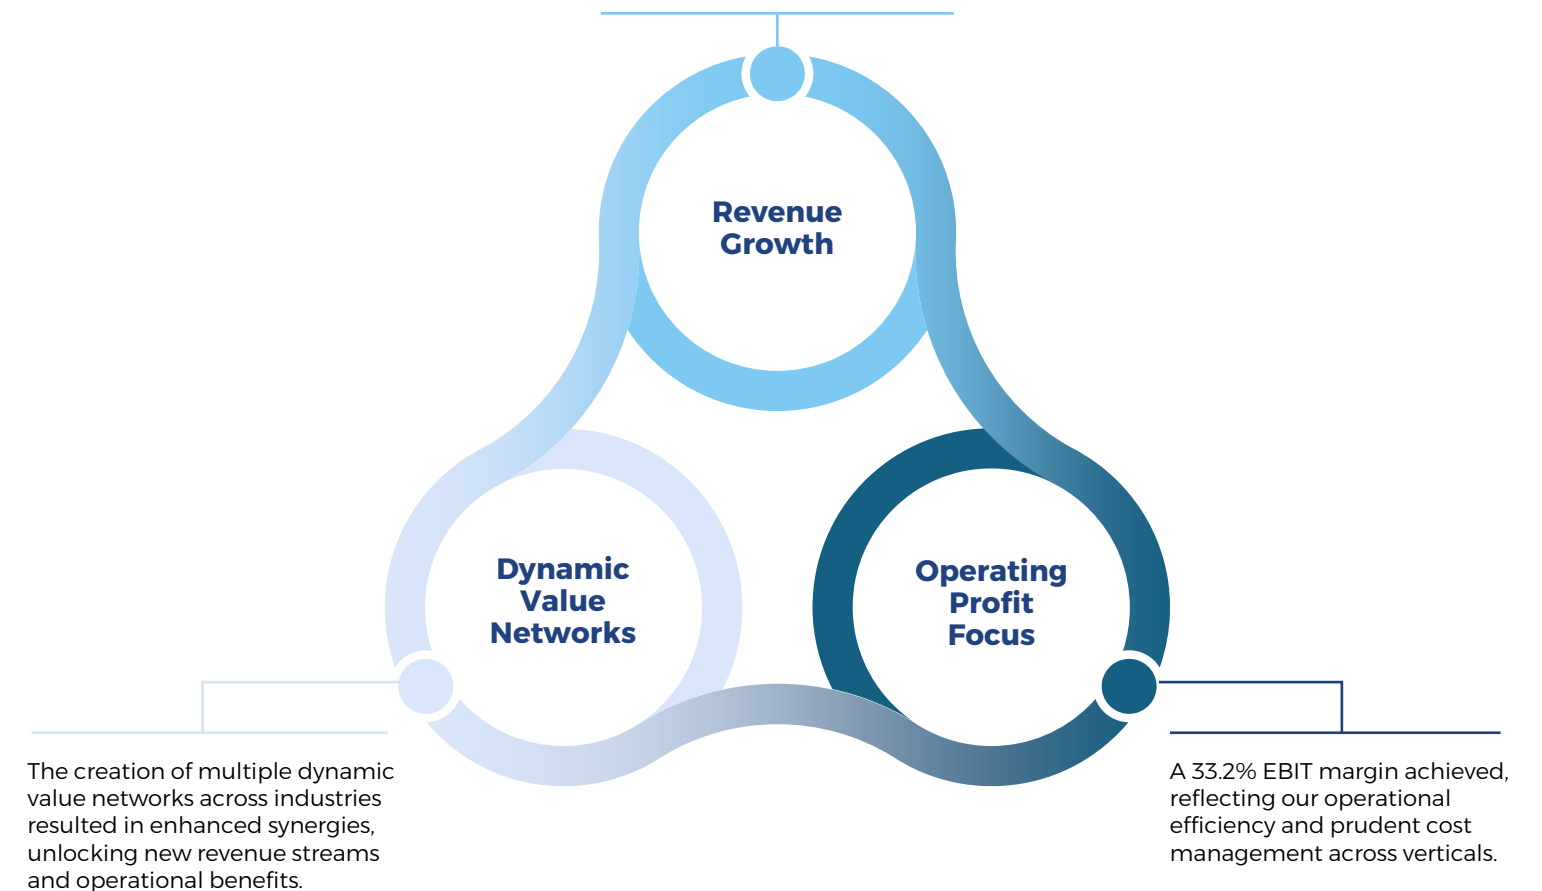 Revenue
Growth
Dynamic
Value
Networks
Operating
Profit
Focus
The creation of multiple dynamic
value networks across industries
resulted in enhanced synergies,
unlocking new revenue streams
and operational benefits.
A 33.2% EBIT margin achieved,
reflecting our operational
efficiency and prudent cost
management across verticals.